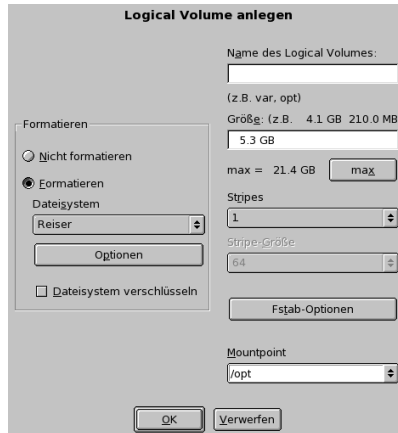 Logical Volume anlegen
Formatieren
Nicht formatieren
Formatieren
Dateisystem
Reiser
Optionen
Dateisystem verschlüsseln
Name des Logical Volumes:
(z.B. var, opt)
Größe: (z.B. 4.1 GB 210.0 MB
5.3 GB
max = 21.4 GB max
Stripes
1
Stripe-Größe
64
Fstab-Optionen
Mountpoint
/opt
OK Verwerfen